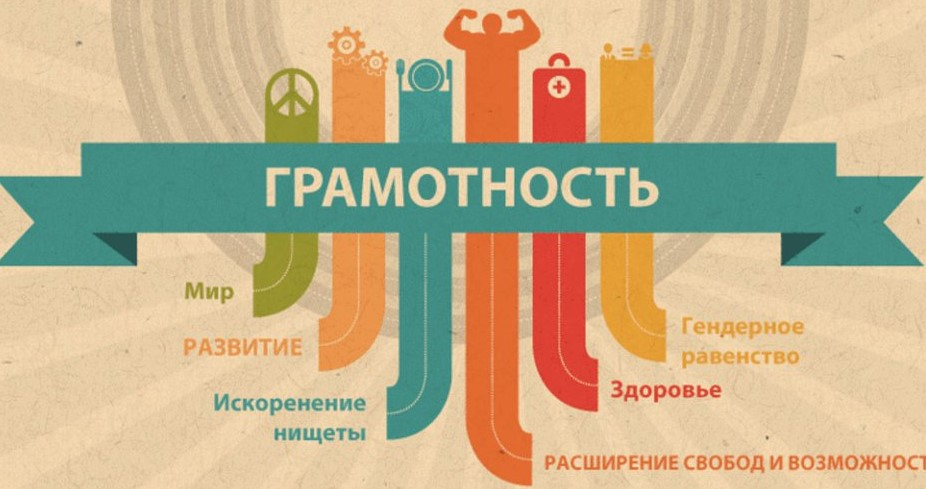 ГРАМОТНОСТЬ
Мир
РАЗВИТИЕ
Искоренение
нищеты
Гендерное
равенство
Здоровье
РАСШИРЕНИЕ СВОБОД И ВОЗМОЖНОСТ